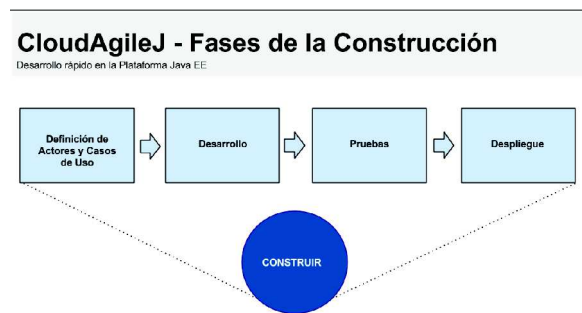 CloudAgileJ - Fases de la Construcción
Desarrollo rápido en la Plataforma Java EE
Definición de
Actores y Casos
de Uso
Desarrollo
Pruebas
Despliegue
CONSTRUIR